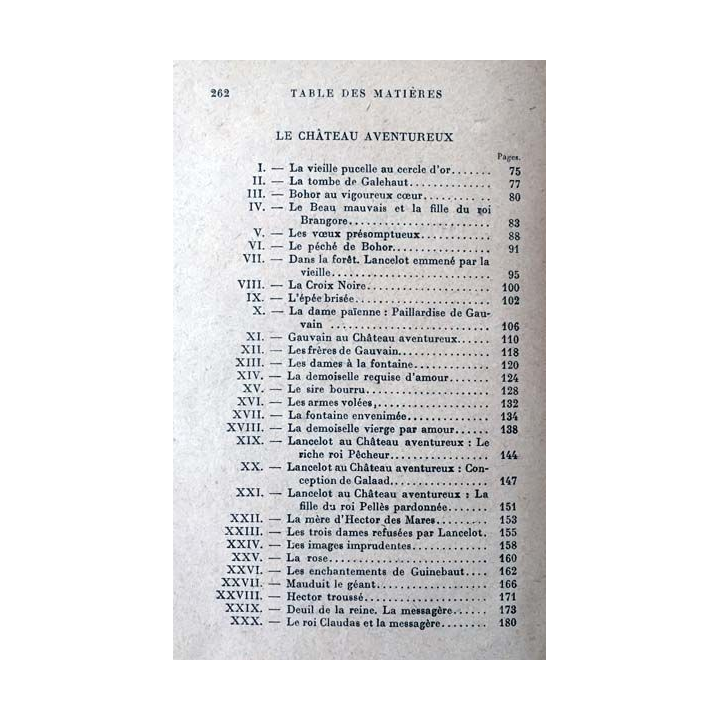 262 TABLE DES MATIÈRES
LE CHÂTEAU AVENTUREUX
Pages.
I. — La vieille pucelle au cercle d'or....... 75
II. — La tombe de Galehaut................ 77
III. — Bohor au vigoureux cœur............ 80
IV. — Le Beau mauvais et la fille du roi
Brangore........................ 83
V. — Les vœux présomptueux............ 88
VI. — Le péché de Bohor................. 91
VII. — Dans la forêt. Lancelot emmené par la
vieille........................... 95
VIII. — La Croix Noire..................... 100
IX. — L'épée brisée...................... 102
X. — La dame païenne : Paillardise de Gau-
vain ........................... 106
XI. — Gauvain au Château aventureux..... 110
XII. — Les frères de Gauvain................ 118
XIII. — Les dames à la fontaine............. 120
XIV. — La demoiselle requise d'amour....... 124
XV. — Le sire bourru...................... 128
XVI. — Les armes volées,.................. 132
XVII. — La fontaine envenimée.............. 134
XVIII. — La demoiselle vierge par amour...... 138
XIX. — Lancelot au Château aventureux : Le
riche roi Pêcheur................. 144
XX. — Lancelot au Château aventureux : Con-
ception de Galaad................ 147
XXI. — Lancelot au Château aventureux : La
fille du roi Pellès pardonnée....... 151
XXII. — La mère d'Hector des Mares......... 153
XXIII. — Les trois dames refusées par Lancelot. 155
XXIV. — Les images imprudentes............. 158
XXV. — La rose............................ 160
XXVI. — Les enchantements de Guinebaut.... 162
XXVII. — Mauduit le géant.................... 166
XXVIII. — Hector troussé...................... 171
XXIX. — Deuil de la reine. La messagère...... 173
XXX. — Le roi Claudas et la messagère........ 180